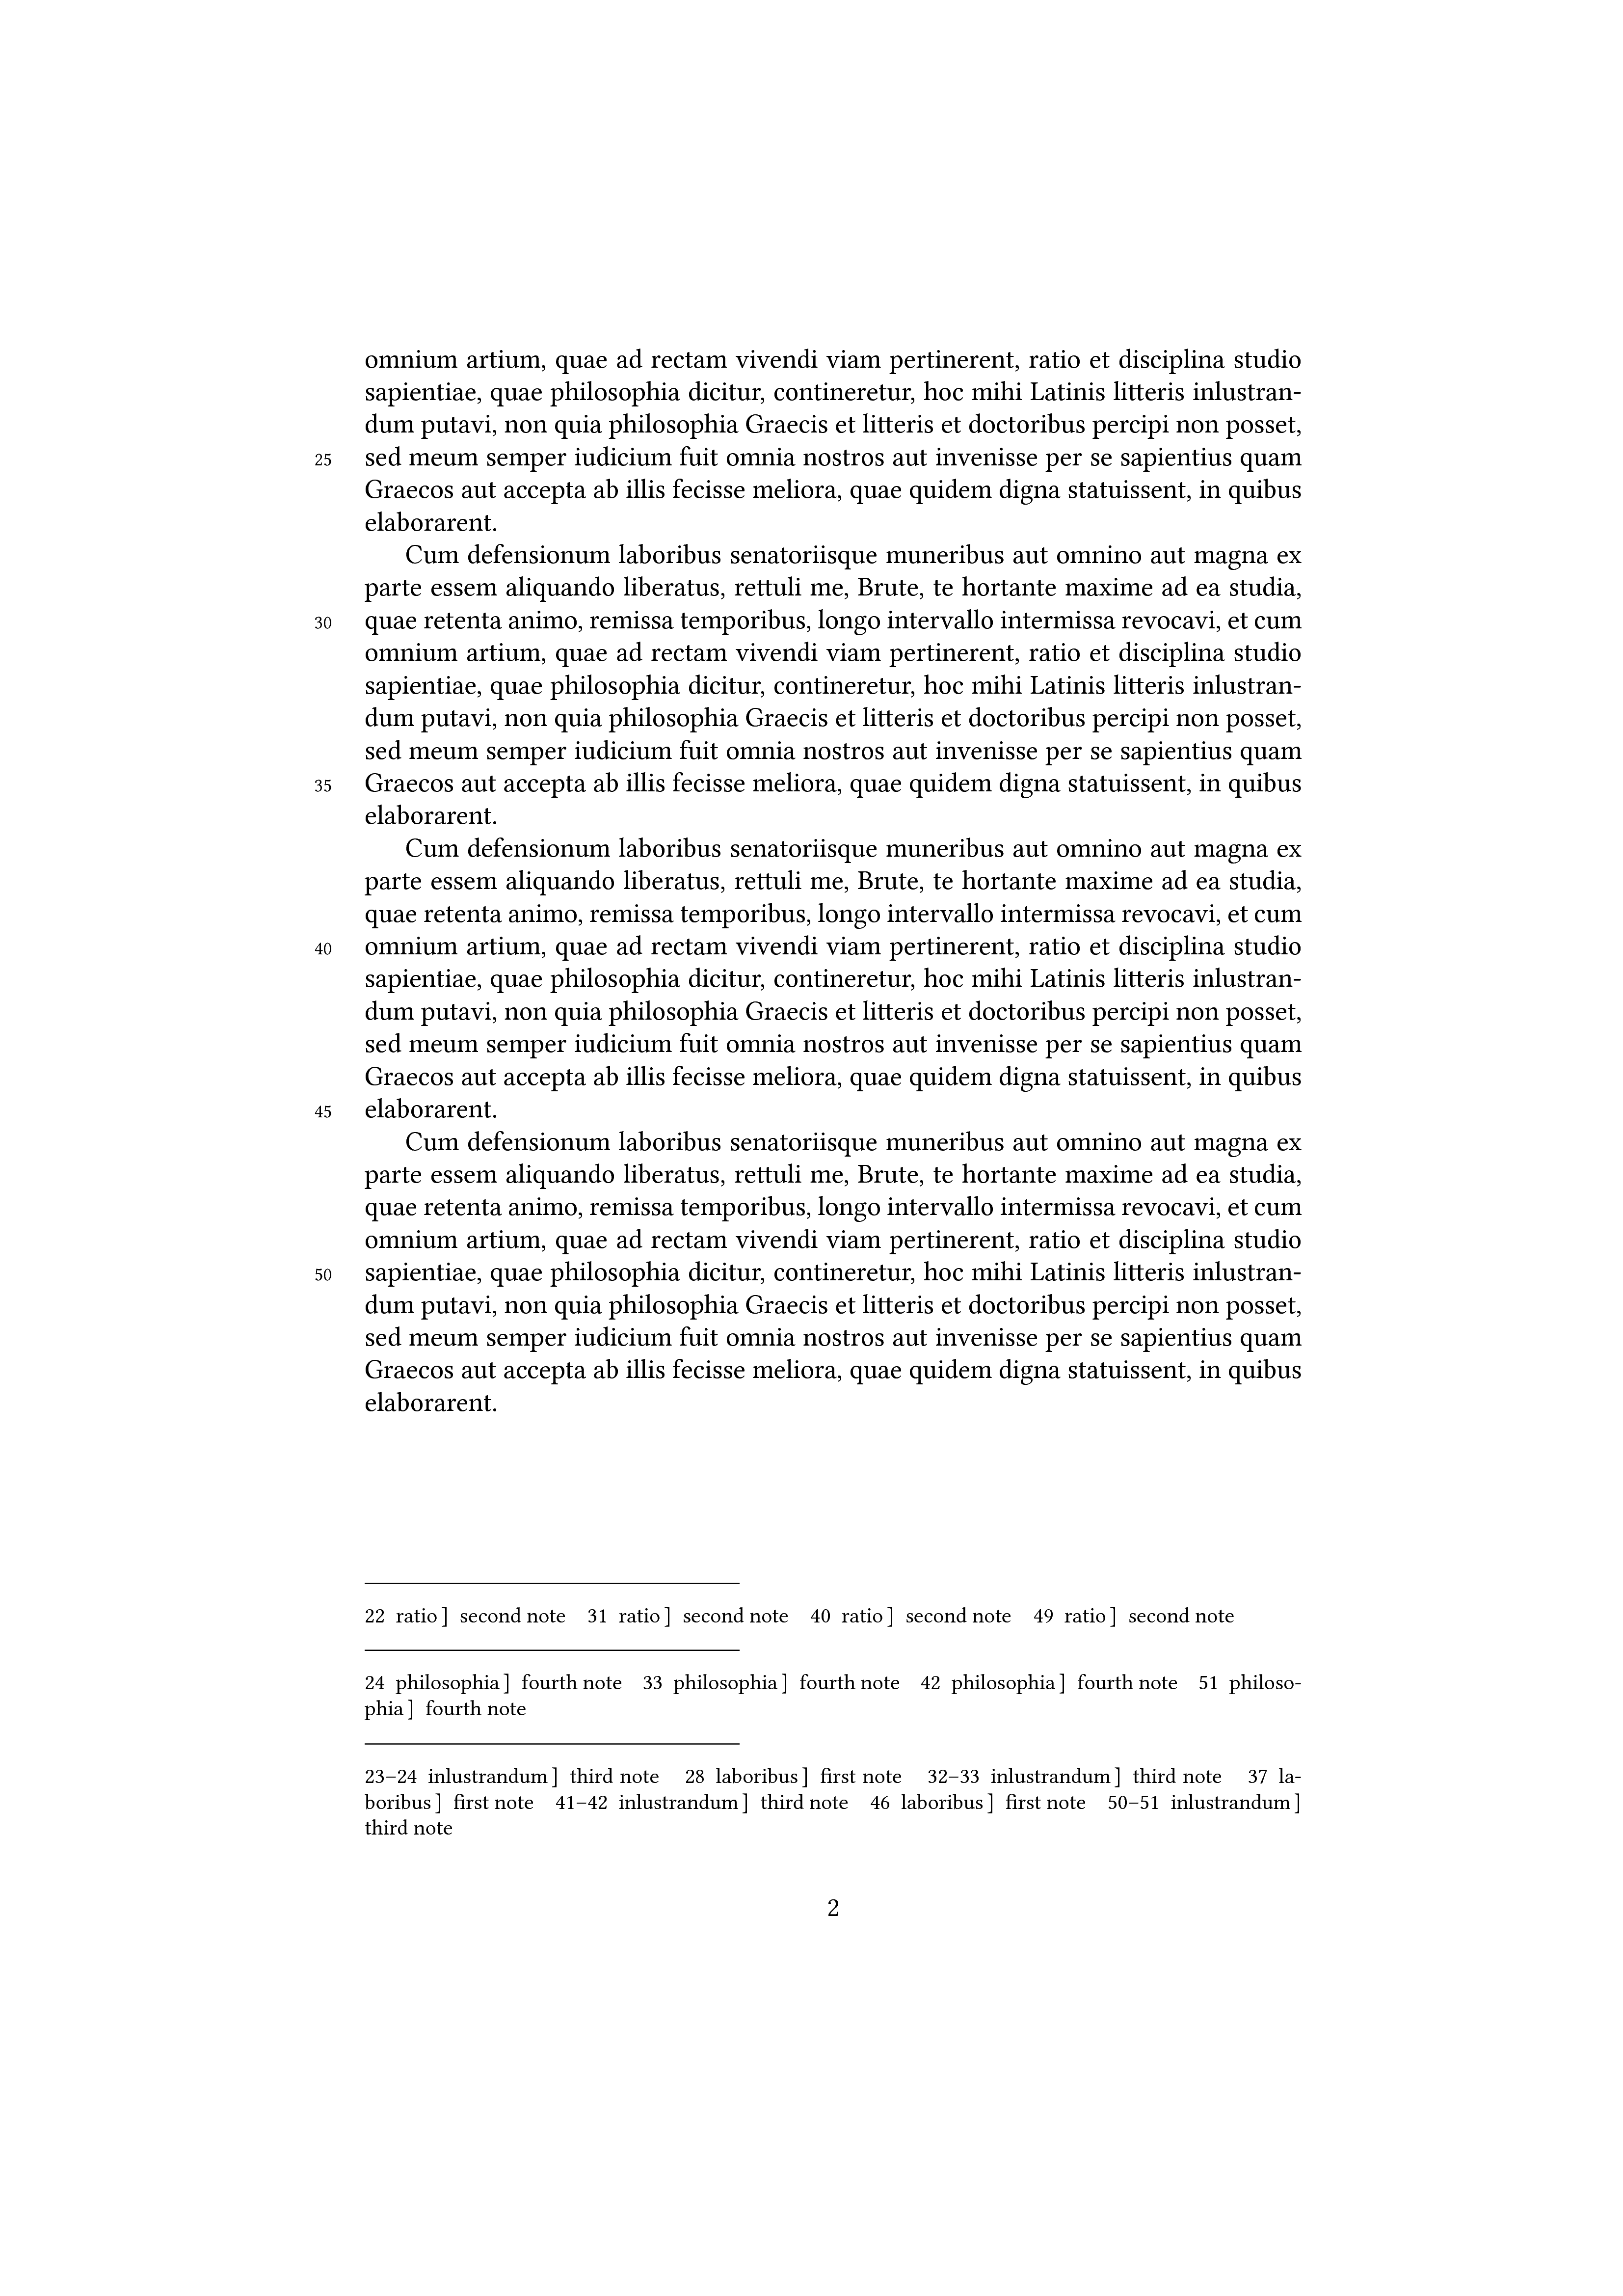 omnium artium, quae ad rectam vivendi viam pertinerent, ratio et disciplina studio
sapientiae, quae philosophia dicitur, contineretur, hoc mihi Latinis litteris inlustran-
dum putavi, non quia philosophia Graecis et litteris et doctoribus percipi non posset,
25 sed meum semper iudicium fuit omnia nostros aut invenisse per se sapientius quam
Graecos aut accepta ab illis fecisse meliora, quae quidem digna statuissent, in quibus
elaborarent.
Cum defensionum laboribus senatoriisque muneribus aut omnino aut magna ex
parte essem aliquando liberatus, rettuli me, Brute, te hortante maxime ad ea studia,
30 quae retenta animo, remissa temporibus, longo intervallo intermissa revocavi, et cum
omnium artium, quae ad rectam vivendi viam pertinerent, ratio et disciplina studio
sapientiae, quae philosophia dicitur, contineretur, hoc mihi Latinis litteris inlustran-
dum putavi, non quia philosophia Graecis et litteris et doctoribus percipi non posset,
sed meum semper iudicium fuit omnia nostros aut invenisse per se sapientius quam
35 Graecos aut accepta ab illis fecisse meliora, quae quidem digna statuissent, in quibus
elaborarent.
Cum defensionum laboribus senatoriisque muneribus aut omnino aut magna ex
parte essem aliquando liberatus, rettuli me, Brute, te hortante maxime ad ea studia,
quae retenta animo, remissa temporibus, longo intervallo intermissa revocavi, et cum
40 omnium artium, quae ad rectam vivendi viam pertinerent, ratio et disciplina studio
sapientiae, quae philosophia dicitur, contineretur, hoc mihi Latinis litteris inlustran-
dum putavi, non quia philosophia Graecis et litteris et doctoribus percipi non posset,
sed meum semper iudicium fuit omnia nostros aut invenisse per se sapientius quam
Graecos aut accepta ab illis fecisse meliora, quae quidem digna statuissent, in quibus
45 elaborarent.
Cum defensionum laboribus senatoriisque muneribus aut omnino aut magna ex
parte essem aliquando liberatus, rettuli me, Brute, te hortante maxime ad ea studia,
quae retenta animo, remissa temporibus, longo intervallo intermissa revocavi, et cum
omnium artium, quae ad rectam vivendi viam pertinerent, ratio et disciplina studio
50 sapientiae, quae philosophia dicitur, contineretur, hoc mihi Latinis litteris inlustran-
dum putavi, non quia philosophia Graecis et litteris et doctoribus percipi non posset,
sed meum semper iudicium fuit omnia nostros aut invenisse per se sapientius quam
Graecos aut accepta ab illis fecisse meliora, quae quidem digna statuissent, in quibus
elaborarent.
22 ratio ] second note 31 ratio ] second note 40 ratio ] second note 49 ratio ] second note
24 philosophia ] fourth note 33 philosophia ] fourth note 42 philosophia ] fourth note 51 philoso-
phia ] fourth note
23–24 inlustrandum ] third note 28 laboribus ] first note 32–33 inlustrandum ] third note 37 la-
boribus ] first note 41–42 inlustrandum ] third note 46 laboribus ] first note 50–51 inlustrandum ]
third note
2